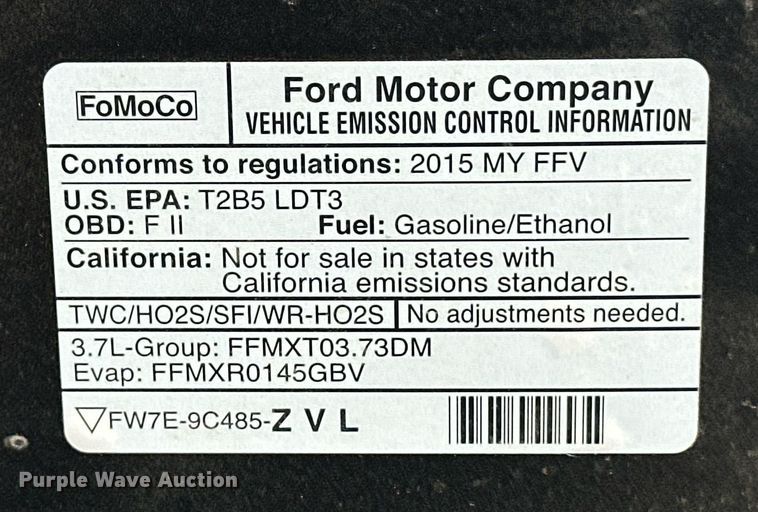 FoMoCo
Ford Motor Company
VEHICLE EMISSION CONTROL INFORMATION
Conforms to regulations: 2015 MY FFV
U.S. EPA: T2B5 LDT3
OBD: F II Fuel: Gasoline/Ethanol
California: Not for sale in states with
California emissions standards.
TWC/HO2S/SFI/WR-HO2S No adjustments needed.
3.7L-Group: FFMXT03.73DM
Evap: FFMXR0145GBV
▽FW7E-9C485-Z V L
Purple Wave Auction